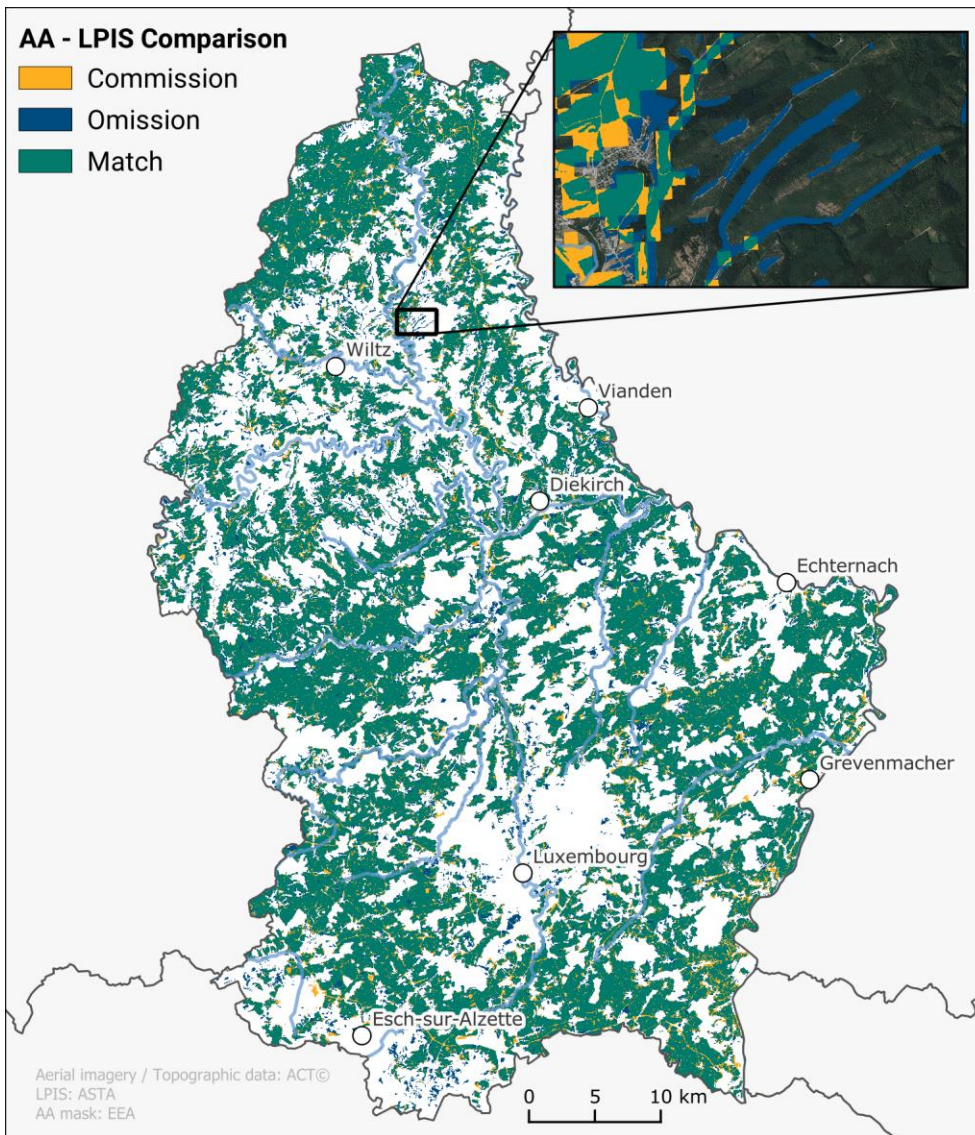 AA - LPIS Comparison
Commission
Omission
Match
Wiltz
Vianden
Diekirch
Echternach
Grevenmacher
Luxembourg
Esch-sur-Alzette
Aerial imagery / Topographic data: ACT©
LPIS: ASTA
AA mask: EEA
0 5 10 km